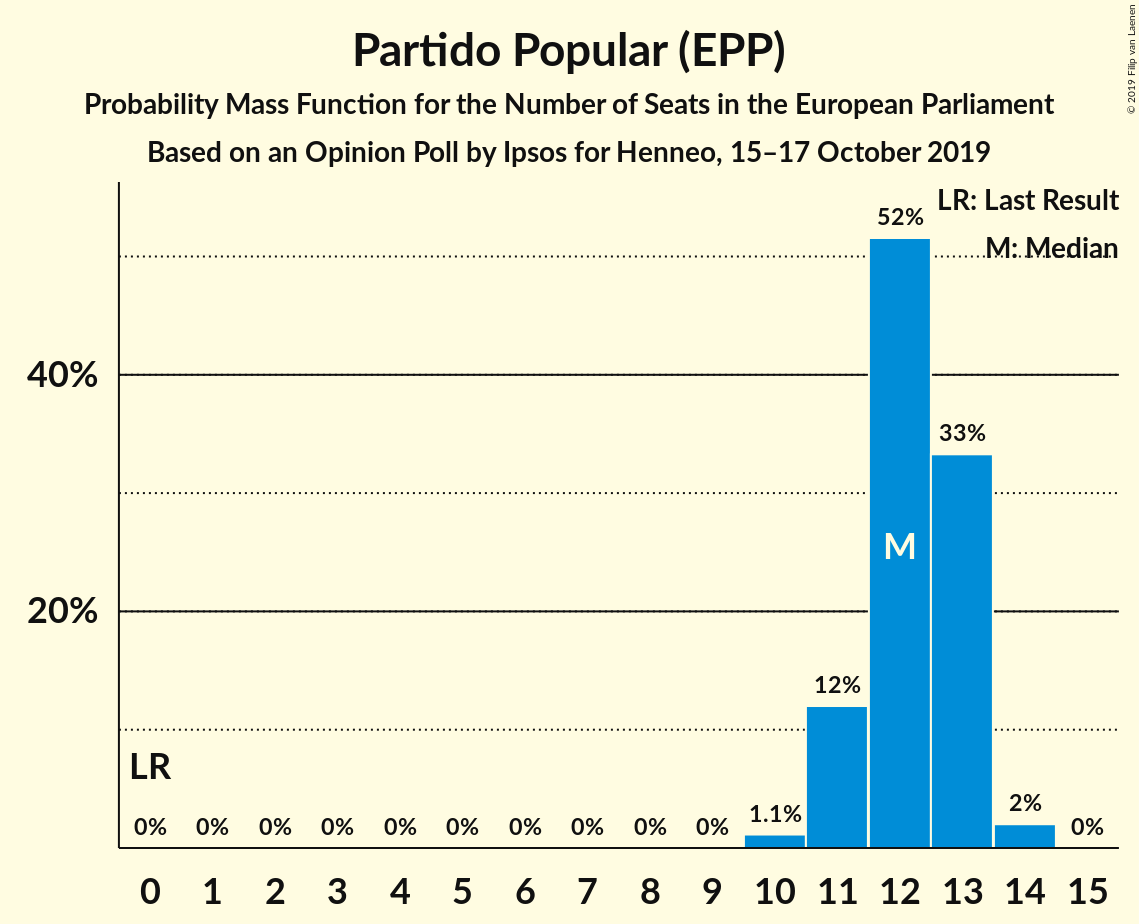 Partido Popular (EPP)
Probability Mass Function for the Number of Seats in the European Parliament
Based on an Opinion Poll by Ipsos for Henneo, 15–17 October 2019
© 2019 Filip van Laenen
LR: Last Result
M: Median
52%
40%
33%
M
20%
12%
LR
0% 0% 0% 0% 0% 0% 0% 0% 0% 0% 1.1% 2% 0%
0 1 2 3 4 5 6 7 8 9 10 11 12 13 14 15